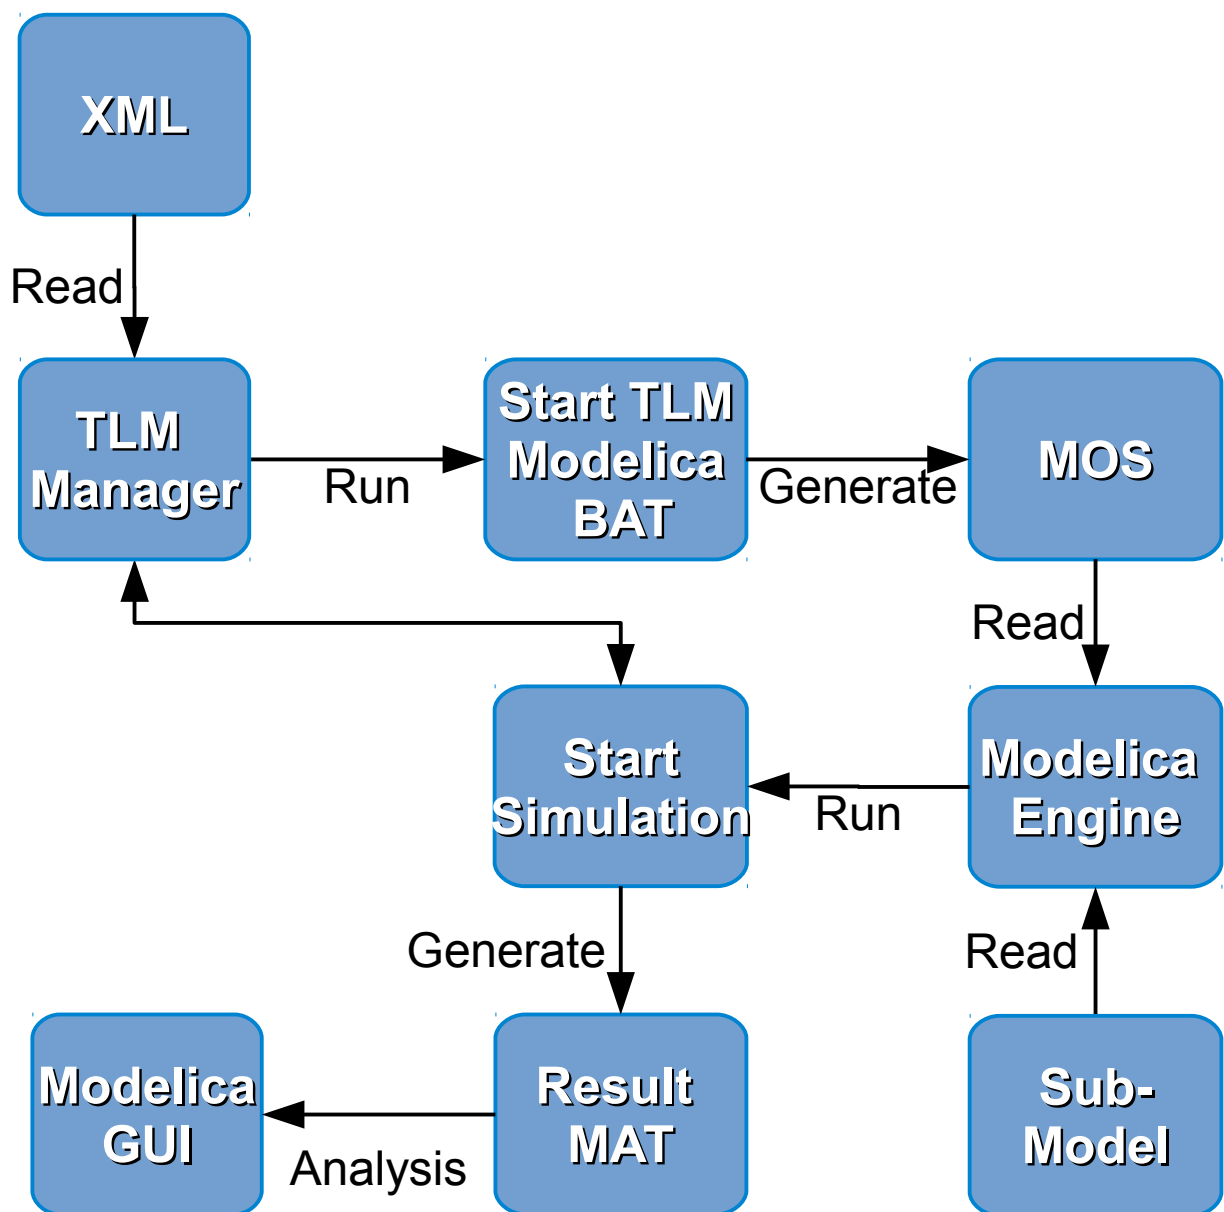 XML
Read
TLM
Manager
Run
Start TLM
Modelica
BAT
Generate
MOS
Read
Start
Simulation
Run
Modelica
Engine
Generate
Read
Modelica
GUI
Analysis
Result
MAT
Sub-
Model